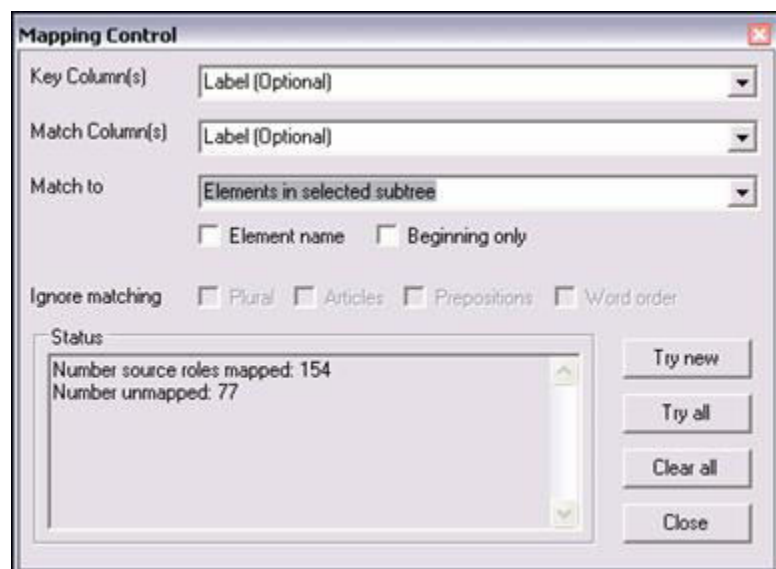 Mapping Control
Key Column(s) Label (Optional)
Match Column(s) Label (Optional)
Match to Elements in selected subtree
Element name Beginning only
Ignore matching Plural Articles Prepositions Word order
Status
Number source roles mapped: 154
Number unmapped: 77
Try new
Try all
Clear all
Close